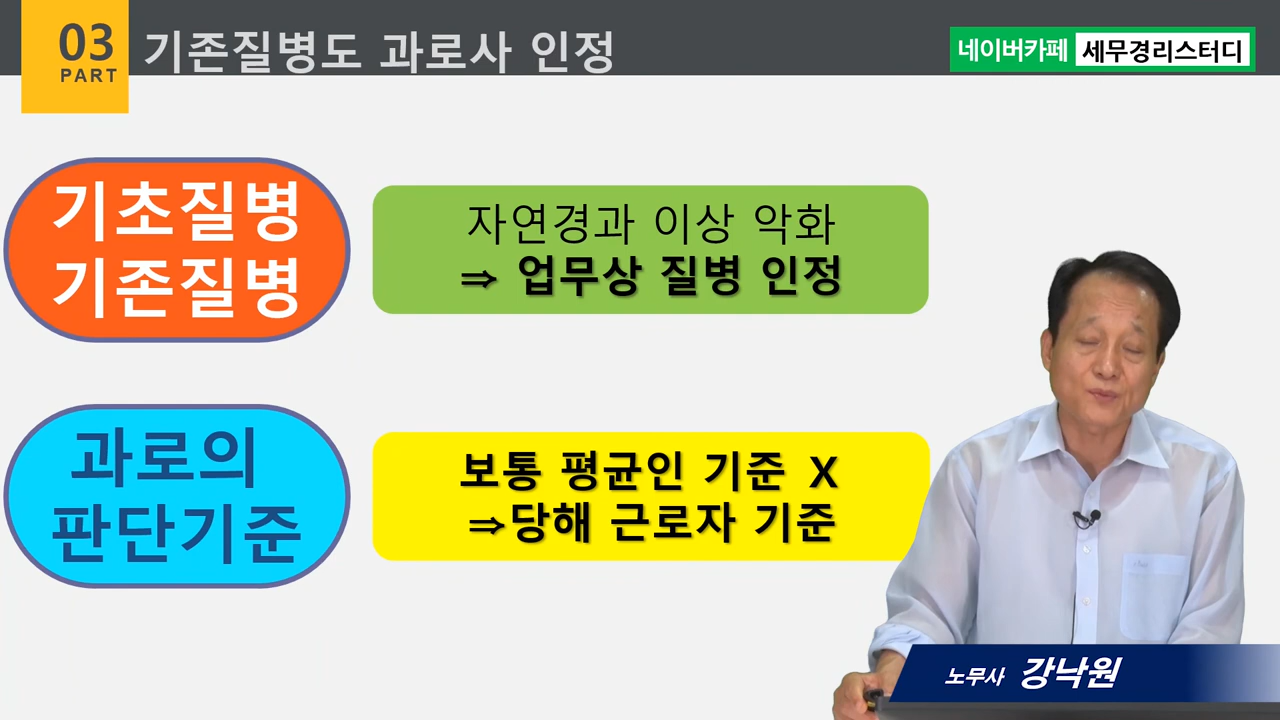 03
PART
기존질병도 과로사 인정
네이버카페 세무경리스터디
기초질병
기존질병
자연경과 이상 악화
⇒ 업무상 질병 인정
과로의
판단기준
보통 평균인 기준 X
⇒당해 근로자 기준
노무사 강낙원